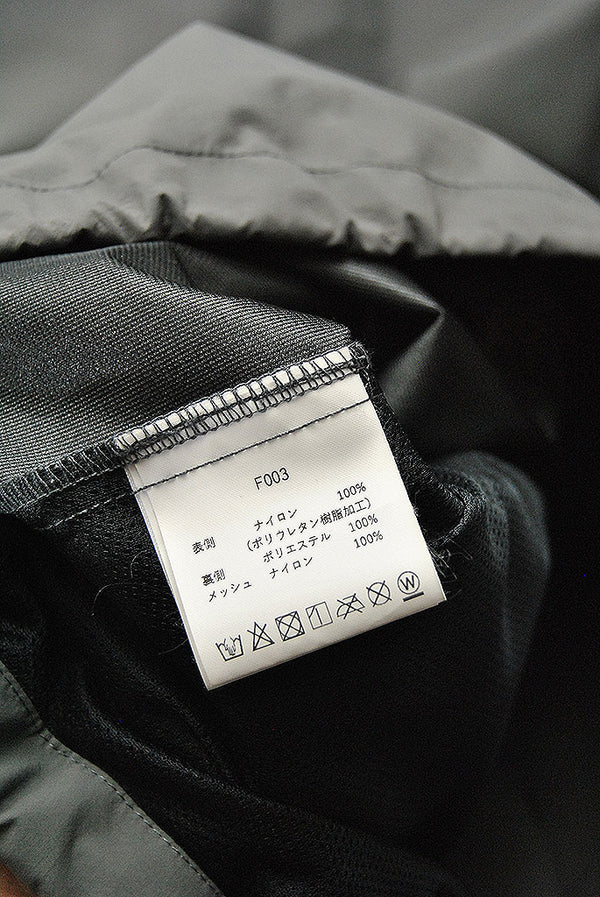 F003
表側 ナイロン 100%
(ポリウレタン樹脂加工)
裏側 ポリエステル 100%
メッシュ ナイロン 100%
W